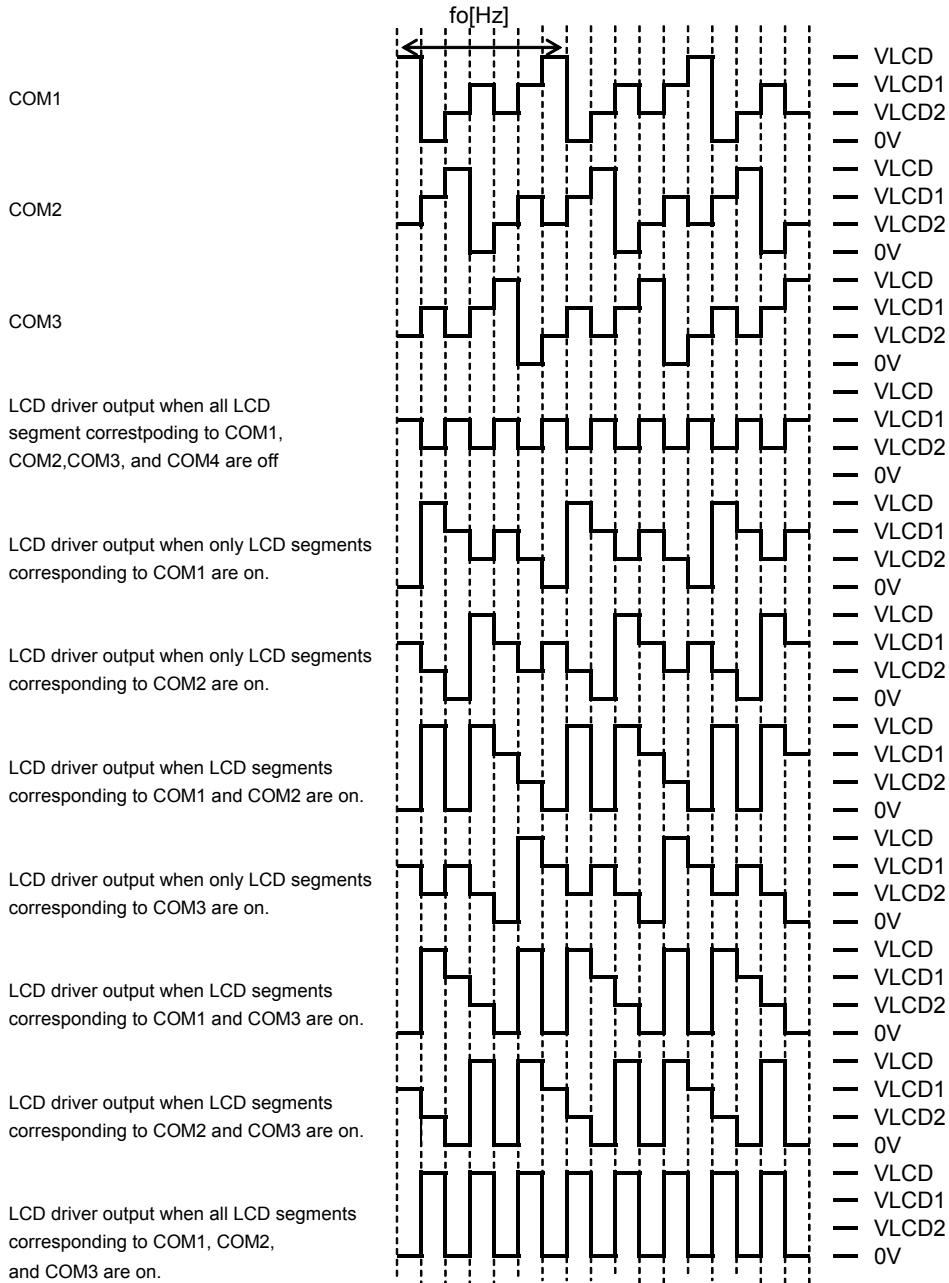 fo[Hz]
COM1
VLCD
VLCD1
VLCD2
0V
COM2
VLCD
VLCD1
VLCD2
0V
COM3
VLCD
VLCD1
VLCD2
0V
LCD driver output when all LCD
segment correstpoding to COM1,
COM2,COM3, and COM4 are off
VLCD
VLCD1
VLCD2
0V
LCD driver output when only LCD segments
corresponding to COM1 are on.
VLCD
VLCD1
VLCD2
0V
LCD driver output when only LCD segments
corresponding to COM2 are on.
VLCD
VLCD1
VLCD2
0V
LCD driver output when LCD segments
corresponding to COM1 and COM2 are on.
VLCD
VLCD1
VLCD2
0V
LCD driver output when only LCD segments
corresponding to COM3 are on.
VLCD
VLCD1
VLCD2
0V
LCD driver output when LCD segments
corresponding to COM1 and COM3 are on.
VLCD
VLCD1
VLCD2
0V
LCD driver output when LCD segments
corresponding to COM2 and COM3 are on.
VLCD
VLCD1
VLCD2
0V
LCD driver output when all LCD segments
corresponding to COM1, COM2,
and COM3 are on.
VLCD
VLCD1
VLCD2
0V